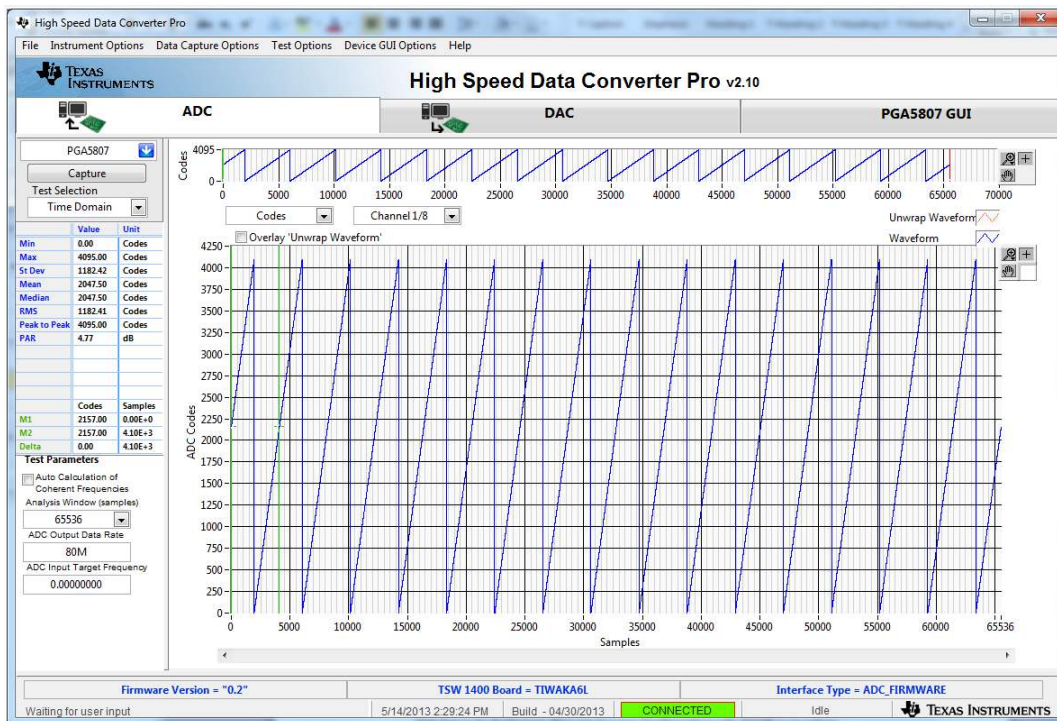 High Speed Data Converter Pro
File Instrument Options Data Capture Options Test Options Device GUI Options Help
TEXAS INSTRUMENTS
High Speed Data Converter Pro v2.10
ADC
DAC
PGA5807 GUI
PGA5807
Capture
Test Selection
Time Domain
Value Unit
Min 0.00 Codes
Max 4095.00 Codes
St Dev 1182.42 Codes
Mean 2047.50 Codes
Median 2047.50 Codes
RMS 1182.41 Codes
Peak to Peak 4095.00 Codes
PAR 4.77 dB
Codes Samples
M1 2157.00 0.00E+0
M2 2157.00 4.10E+3
Delta 0.00 4.10E+3
Test Parameters
Auto Calculation of
Coherent Frequencies
Analysis Window (samples)
65536
ADC Output Data Rate
80M
ADC Input Target Frequency
0.00000000
Codes
4095
0
0 5000 10000 15000 20000 25000 30000 35000 40000 45000 50000 55000 60000 65000 70000
Codes
Channel 1/8
Unwrap Waveform
Overlay 'Unwrap Waveform'
Waveform
ADC Codes
4250
4000
3750
3500
3250
3000
2750
2500
2250
2000
1750
1500
1250
1000
750
500
250
0
0 5000 10000 15000 20000 25000 30000 35000 40000 45000 50000 55000 60000 65536
Samples
Firmware Version = "0.2"
TSW 1400 Board = TIWAKA6L
Interface Type = ADC_FIRMWARE
Waiting for user input
5/14/2013 2:29:24 PM
Build - 04/30/2013
CONNECTED
Idle
TEXAS INSTRUMENTS